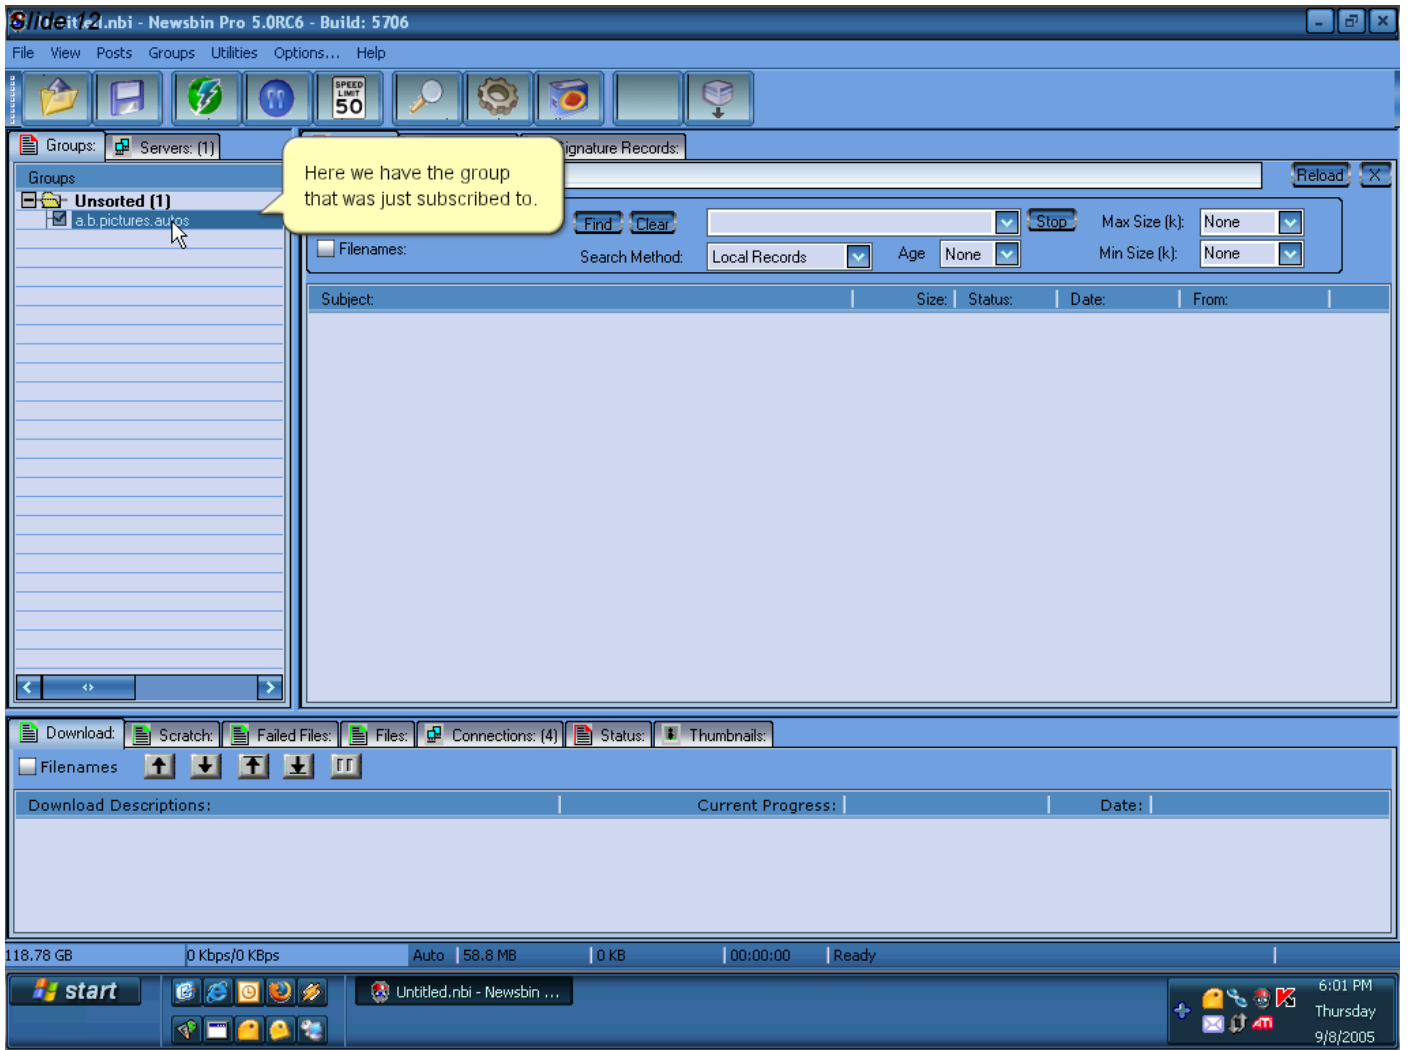 Slide 12
.nbi - Newsbin Pro 5.0RC6 - Build: 5706
File View Posts Groups Utilities Options... Help
SPEED
LIMIT
50
Groups: Servers: (1)
ignature Records:
Groups
Reload X
Here we have the group
that was just subscribed to.
Unsorted (1)
a.b.pictures.autos
Find Clear Stop Max Size (k): None
Filenames:
Search Method: Local Records Age None Min Size (k): None
Subject: Size: Status: Date: From:
Download: Scratch: Failed Files: Files: Connections: (4) Status: Thumbnails:
Filenames
Download Descriptions: Current Progress: Date:
118.78 GB 0 Kbps/0 KBps Auto 58.8 MB 0 KB 00:00:00 Ready
start Untitled.nbi - Newsbin ...
6:01 PM
Thursday
ATI
9/8/2005